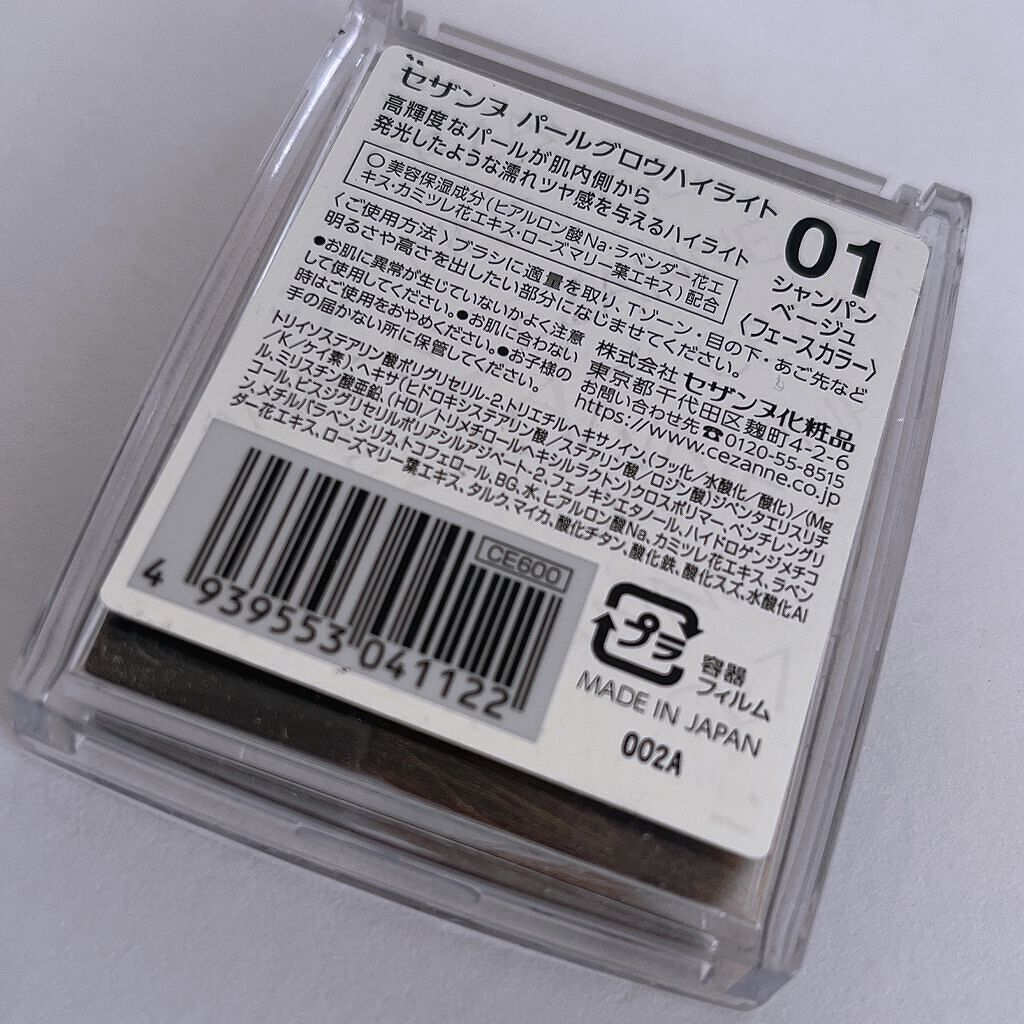 セザンヌ パールグロウハイライト
高輝度なパールが肌内側から
発光したような濡れツヤ感を与えるハイライト
01
シャンパン
ベージュ
〈フェースカラー〉
○美容保湿成分(ヒアルロン酸Na・ラベンダー花エ
キス・カミツレ花エキス・ローズマリー葉エキス)配合
〈ご使用方法〉ブラシに適量を取り、Tゾーン・目の下・あご先など
明るさや高さを出したい部分になじませてください。
●お肌に異常が生じていないかよく注意
して使用してください。●お肌に合わない
時はご使用をおやめください。●お子様の
手の届かない所に保管してください。
株式会社 セザンヌ化粧品
東京都千代田区麹町4-2-6
お問い合わせ先☎0120-55-8515
https://www.cezanne.co.jp
トリイソステアリン酸ポリグリセリル-2、トリエチルヘキサノイン、(フッ化/水酸化/酸化)/(Mg
/K/ケイ素)、ヘキサ(ヒドロキシステアリン酸/ステアリン酸/ロジン酸)ジペンタエリスリチ
ル、ミリスチン酸亜鉛、(HDI/トリメチロールヘキシルラクトン)クロスポリマー、ペンチレングリ
コール、ビスジグリセリルポリアシルアジペート-2、フェノキシエタノール、ハイドロゲンジメチコ
ン、メチルパラベン、シリカ、トコフェロール、BG、水、ヒアルロン酸Na、カミツレ花エキス、ラベン
ダー花エキス、ローズマリー葉エキス、タルク、マイカ、酸化チタン、酸化鉄、酸化スズ、水酸化Al
CE600
4 939553 041122
プラ
容器
フィルム
MADE IN JAPAN
002A